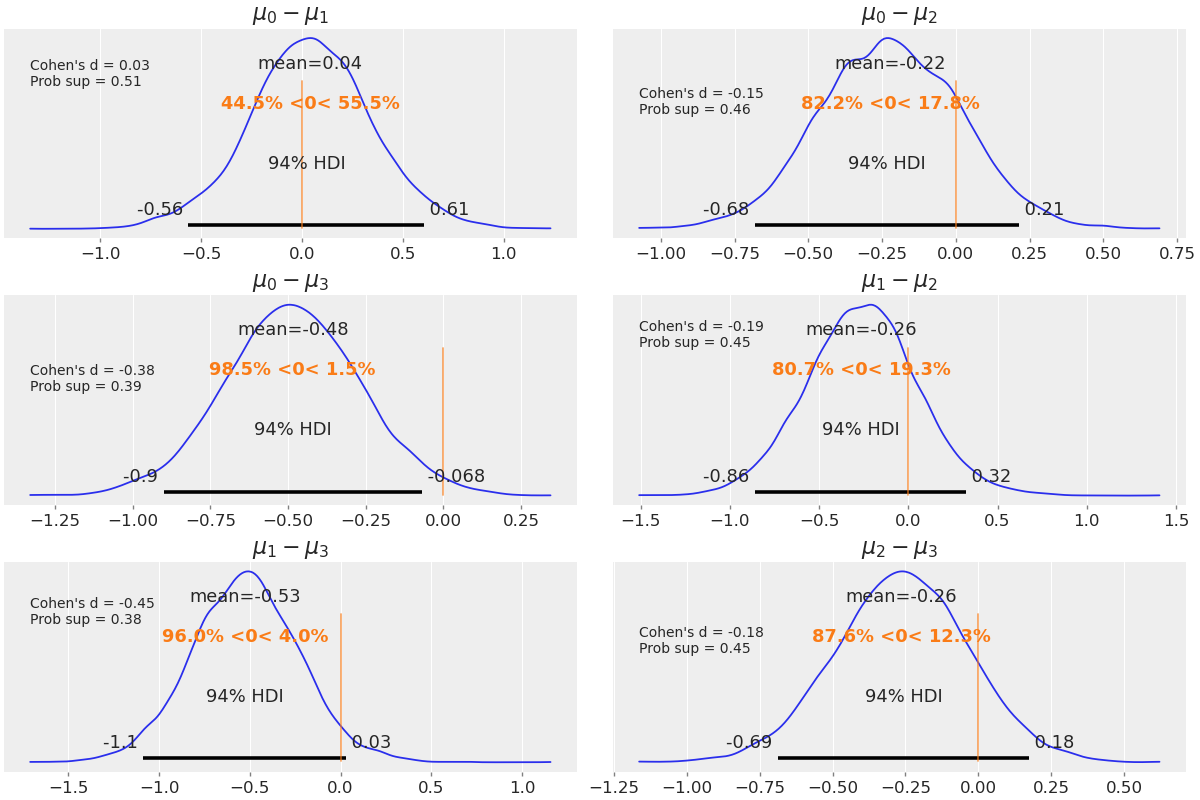 μ₀ − μ₁
Cohen's d = 0.03
Prob sup = 0.51
mean=0.04
44.5% <0< 55.5%
94% HDI
-0.56
0.61
−1.0 −0.5 0.0 0.5 1.0
μ₀ − μ₂
Cohen's d = -0.15
Prob sup = 0.46
mean=-0.22
82.2% <0< 17.8%
94% HDI
-0.68
0.21
−1.00 −0.75 −0.50 −0.25 0.00 0.25 0.50 0.75
μ₀ − μ₃
Cohen's d = -0.38
Prob sup = 0.39
mean=-0.48
98.5% <0< 1.5%
94% HDI
-0.9
-0.068
−1.25 −1.00 −0.75 −0.50 −0.25 0.00 0.25
μ₁ − μ₂
Cohen's d = -0.19
Prob sup = 0.45
mean=-0.26
80.7% <0< 19.3%
94% HDI
-0.86
0.32
−1.5 −1.0 −0.5 0.0 0.5 1.0 1.5
μ₁ − μ₃
Cohen's d = -0.45
Prob sup = 0.38
mean=-0.53
96.0% <0< 4.0%
94% HDI
-1.1
0.03
−1.5 −1.0 −0.5 0.0 0.5 1.0
μ₂ − μ₃
Cohen's d = -0.18
Prob sup = 0.45
mean=-0.26
87.6% <0< 12.3%
94% HDI
-0.69
0.18
−1.25 −1.00 −0.75 −0.50 −0.25 0.00 0.25 0.50